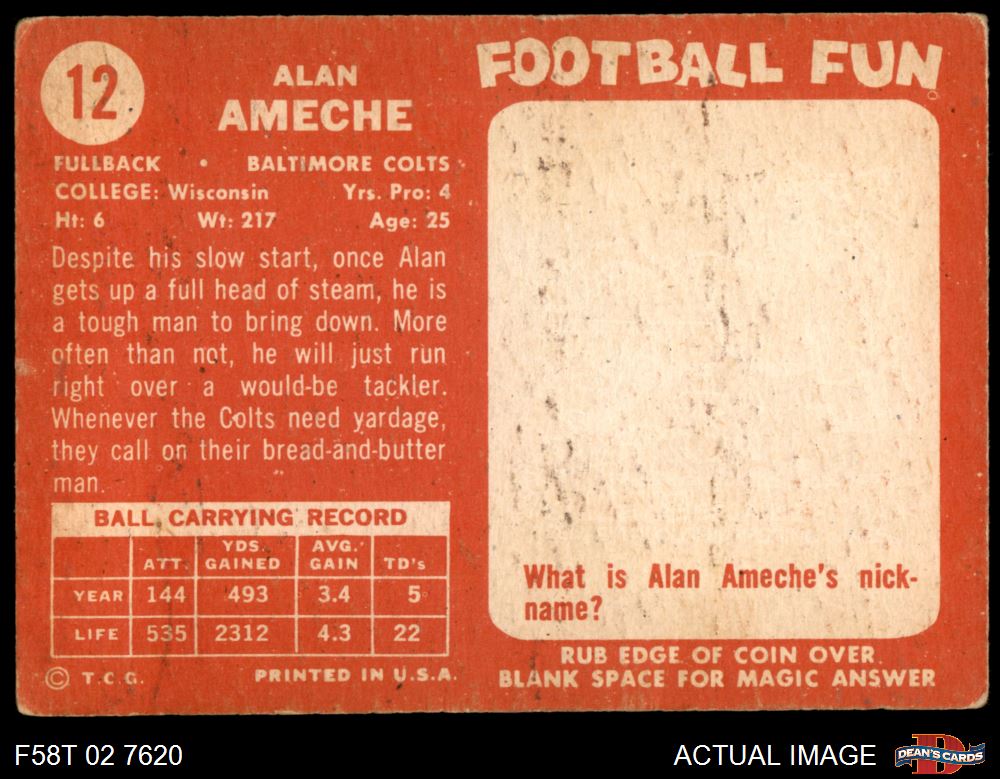 12
ALAN
AMECHE
FULLBACK • BALTIMORE COLTS
COLLEGE: Wisconsin Yrs. Pro: 4
Ht: 6 Wt: 217 Age: 25
Despite his slow start, once Alan
gets up a full head of steam, he is
a tough man to bring down. More
often than not, he will just run
right over a would-be tackler.
Whenever the Colts need yardage,
they call on their bread-and-butter
man.
BALL CARRYING RECORD
ATT. YDS. GAINED AVG. GAIN TD's
YEAR 144 493 3.4 5
LIFE 535 2312 4.3 22
© T.C.G. PRINTED IN U.S.A.
FOOTBALL FUN
What is Alan Ameche's nick-
name?
RUB EDGE OF COIN OVER
BLANK SPACE FOR MAGIC ANSWER
F58T 02 7620
ACTUAL IMAGE
DEAN'S CARDS